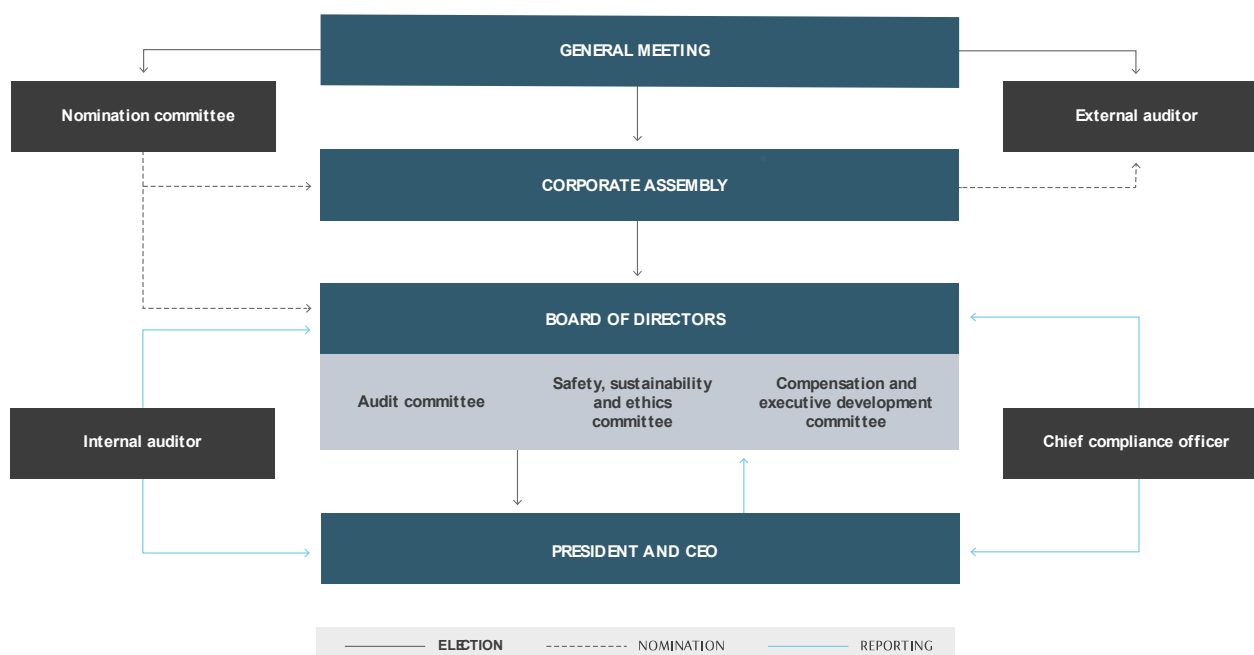 GENERAL MEETING
Nomination committee
External auditor
CORPORATE ASSEMBLY
BOARD OF DIRECTORS
Audit committee
Safety, sustainability
and ethics
committee
Compensation and
executive development
committee
Internal auditor
Chief compliance officer
PRESIDENT AND CEO
ELECTION
NOMINATION
REPORTING